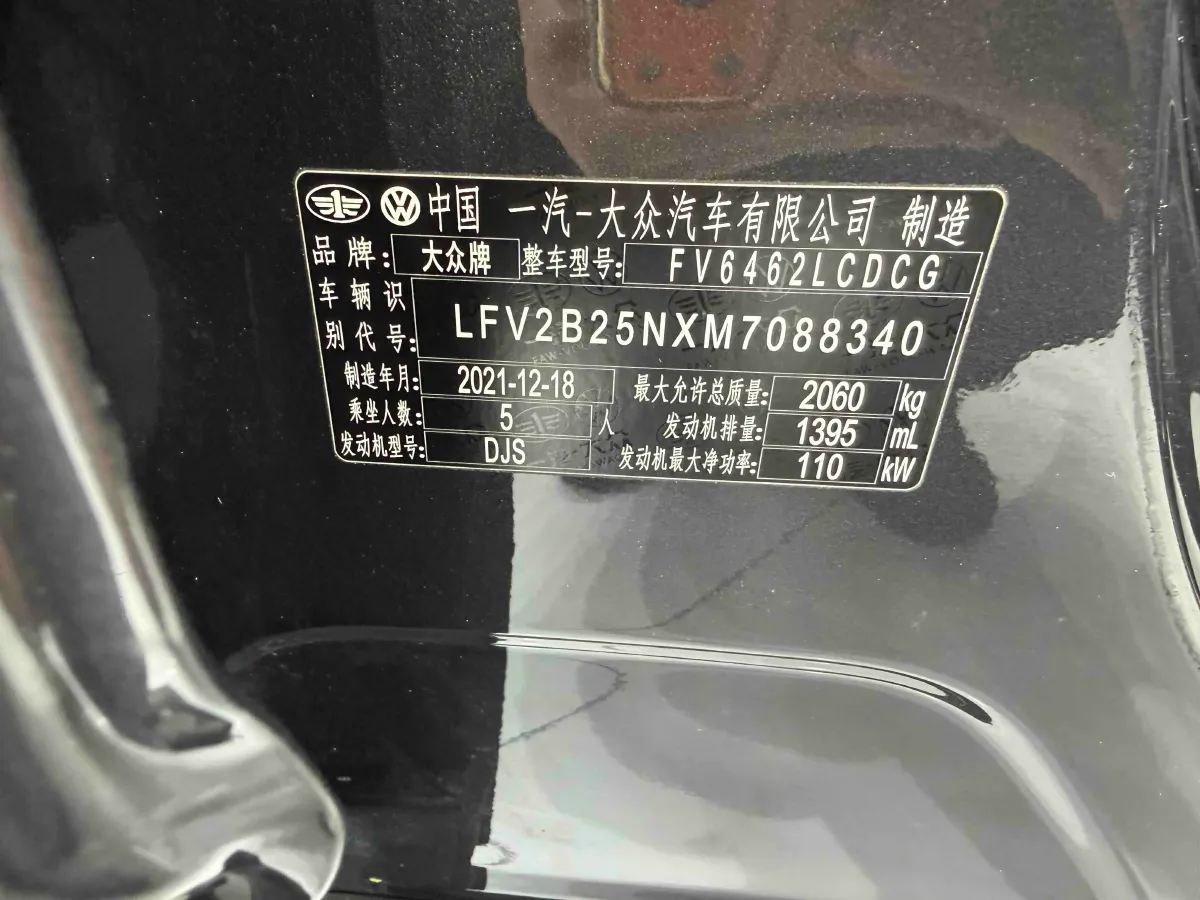 中国 一汽-大众汽车有限公司 制造
品牌: 大众牌 整车型号: FV6462LCDCG
车辆识
别代号: LFV2B25NXM7088340
制造年月: 2021-12-18 最大允许总质量: 2060 kg
乘坐人数: 5 人 发动机排量: 1395 mL
发动机型号: DJS 发动机最大净功率: 110 kW